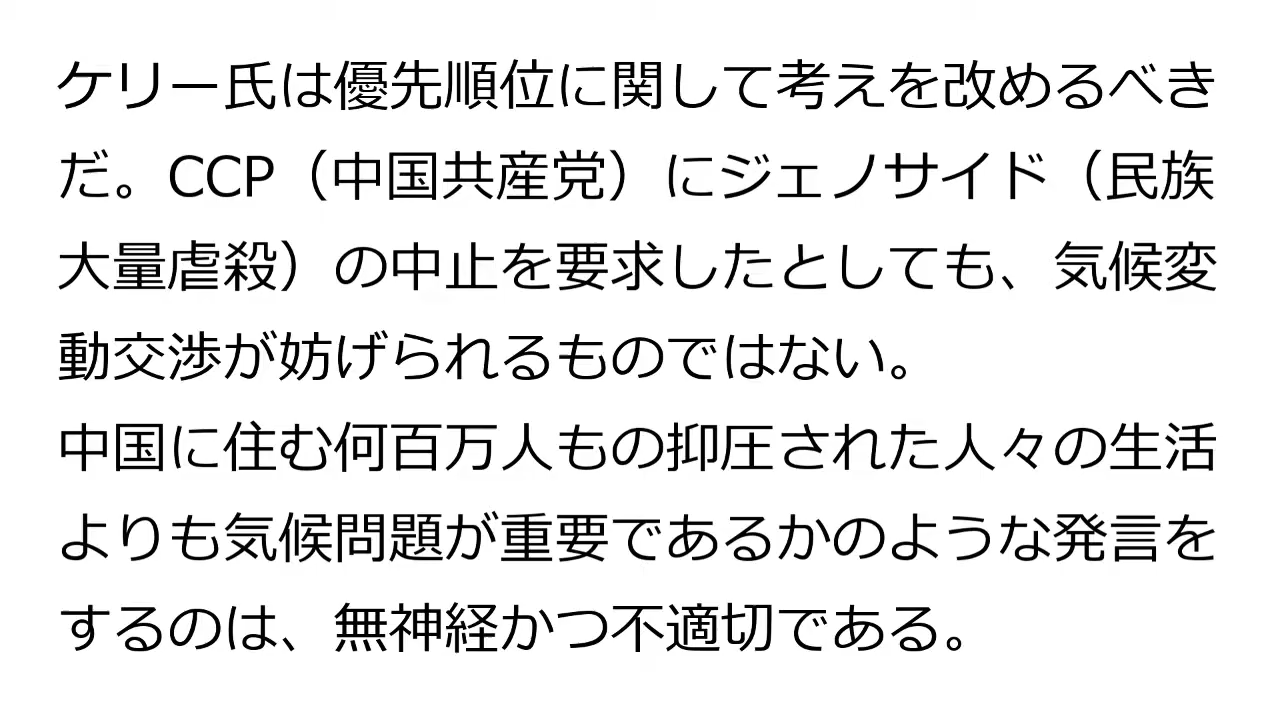 ケリー氏は優先順位に関して考えを改めるべき
だ。CCP（中国共産党）にジェノサイド（民族
大量虐殺）の中止を要求したとしても、気候変
動交渉が妨げられるものではない。
中国に住む何百万人もの抑圧された人々の生活
よりも気候問題が重要であるかのような発言を
するのは、無神経かつ不適切である。